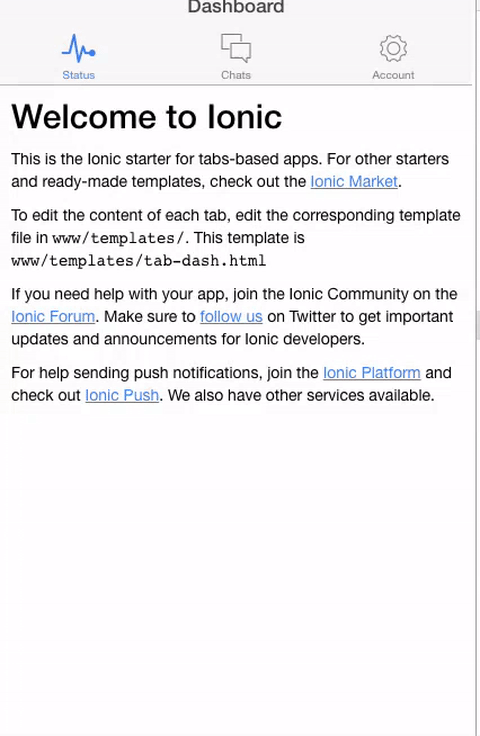 Dashboard
Status Chats Account
Welcome to Ionic
This is the Ionic starter for tabs-based apps. For other starters
and ready-made templates, check out the Ionic Market.
To edit the content of each tab, edit the corresponding template
file in www/templates/. This template is
www/templates/tab-dash.html
If you need help with your app, join the Ionic Community on the
Ionic Forum. Make sure to follow us on Twitter to get important
updates and announcements for Ionic developers.
For help sending push notifications, join the Ionic Platform and
check out Ionic Push. We also have other services available.